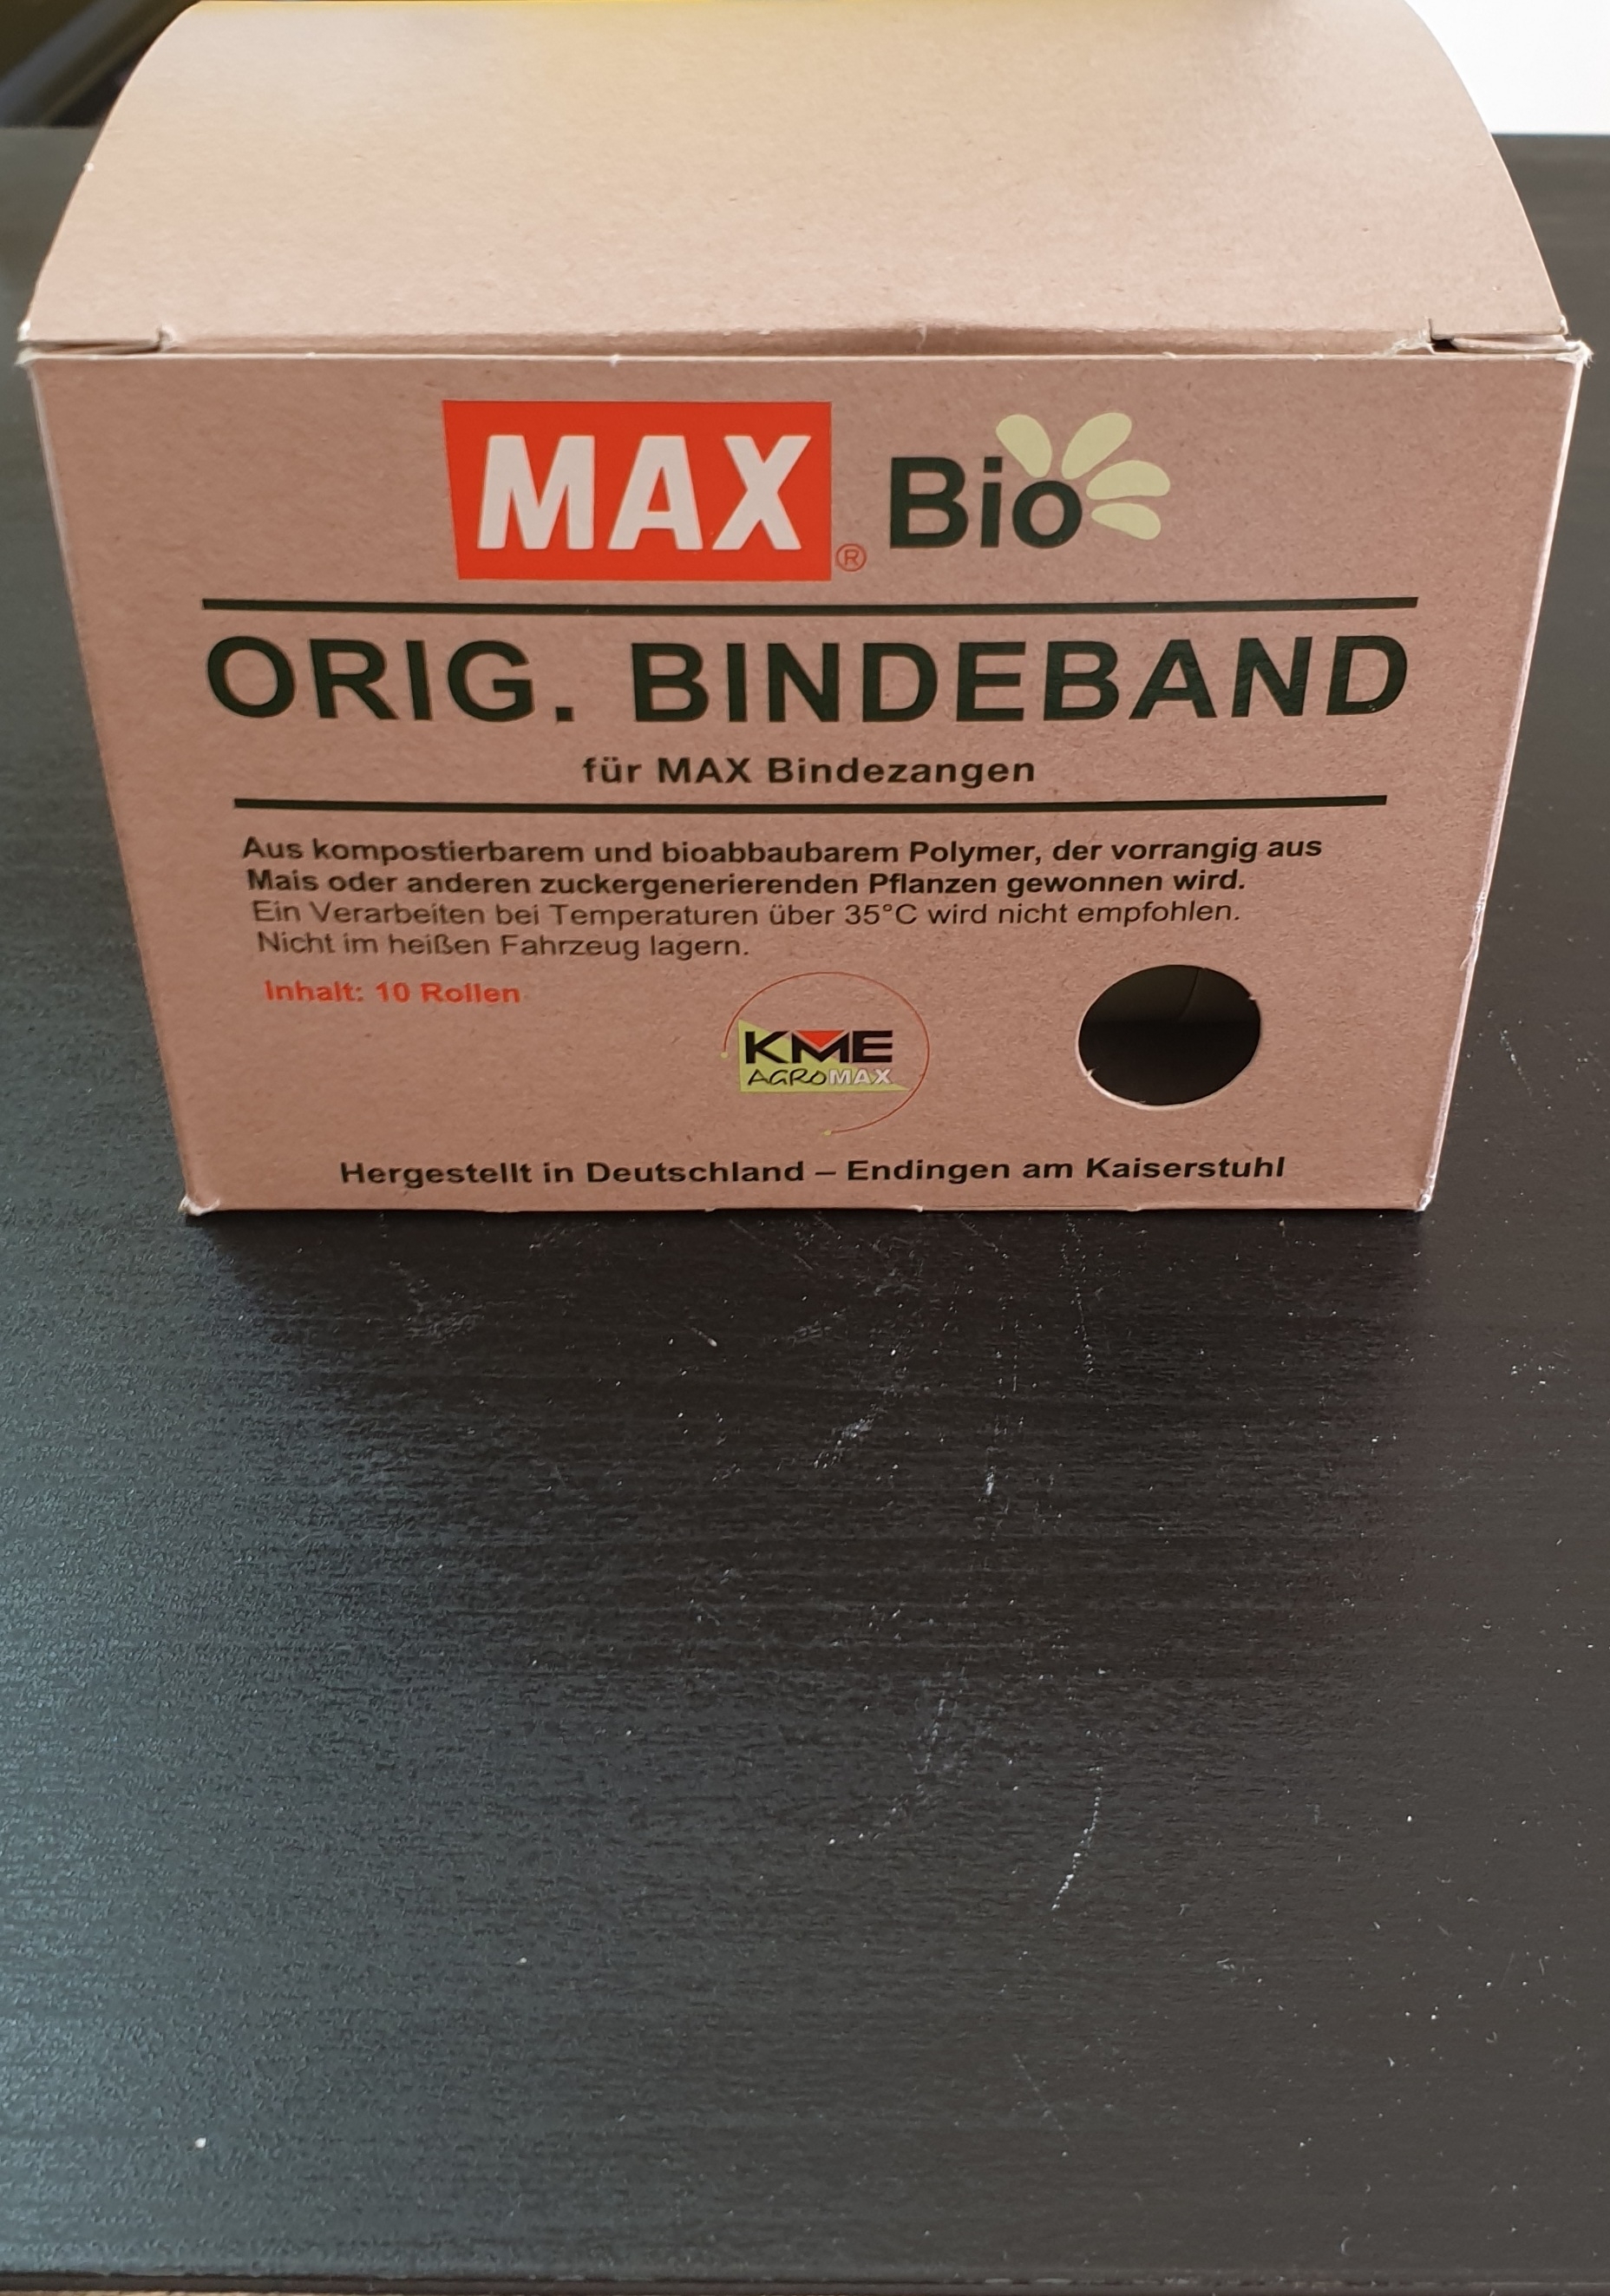 MAX® Bio
ORIG. BINDEBAND
für MAX Bindezangen
Aus kompostierbarem und bioabbaubarem Polymer, der vorrangig aus
Mais oder anderen zuckergenerierenden Pflanzen gewonnen wird.
Ein Verarbeiten bei Temperaturen über 35°C wird nicht empfohlen.
Nicht im heißen Fahrzeug lagern.
Inhalt: 10 Rollen
KME
AGROMAX
Hergestellt in Deutschland – Endingen am Kaiserstuhl